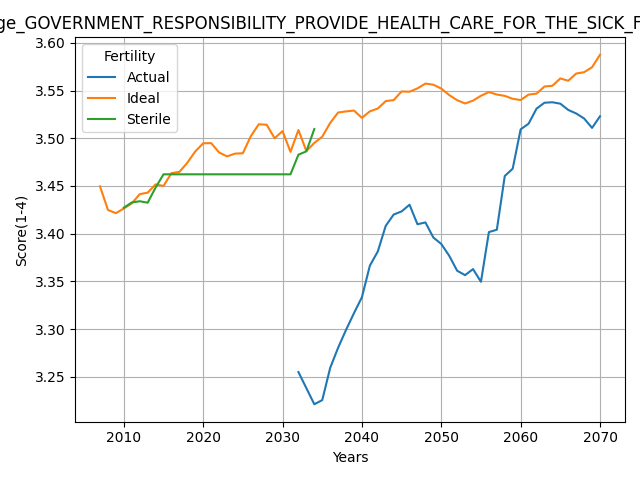 ge_GOVERNMENT_RESPONSIBILITY_PROVIDE_HEALTH_CARE_FOR_THE_SICK_F
3.60
3.55
3.50
3.45
3.40
3.35
3.30
3.25
Score(1-4)
Fertility
Actual
Ideal
Sterile
2010 2020 2030 2040 2050 2060 2070
Years